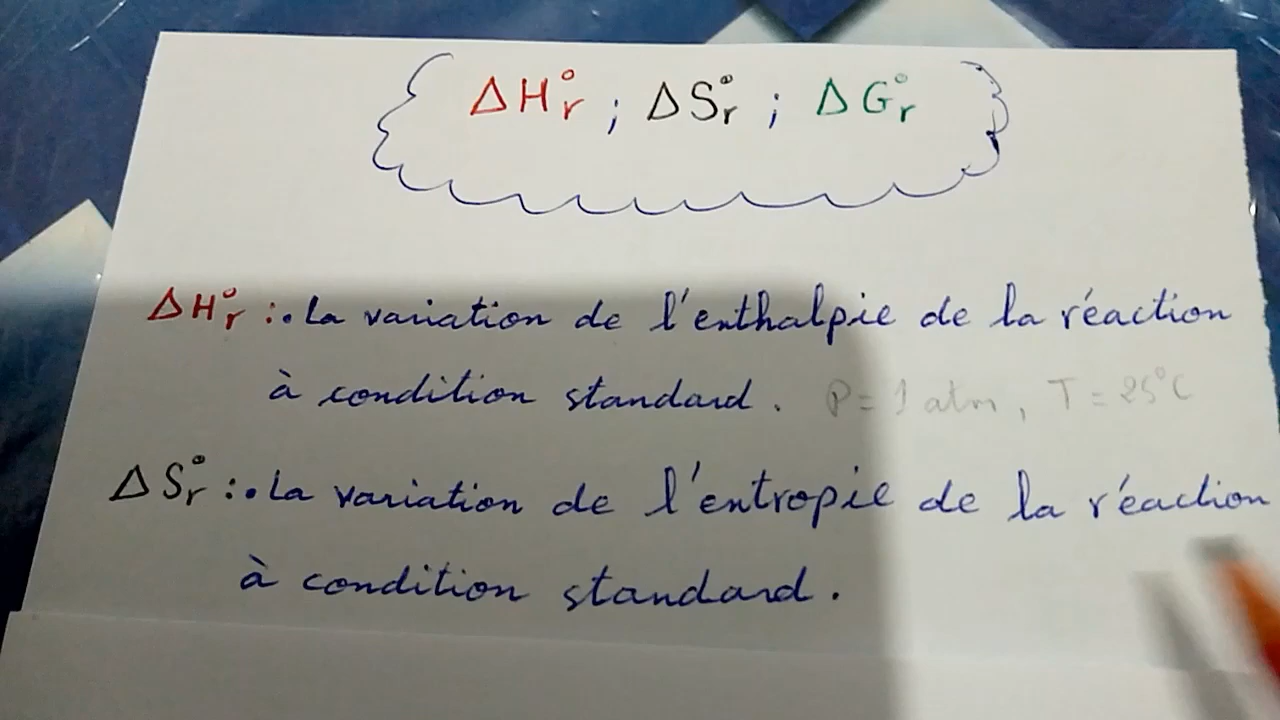 ΔH°r ; ΔS°r ; ΔG°r
ΔH°r :. La variation de l'enthalpie de la réaction
à condition standard. P = 1 atm, T = 25°C
ΔS°r :. La variation de l'entropie de la réaction
à condition standard.